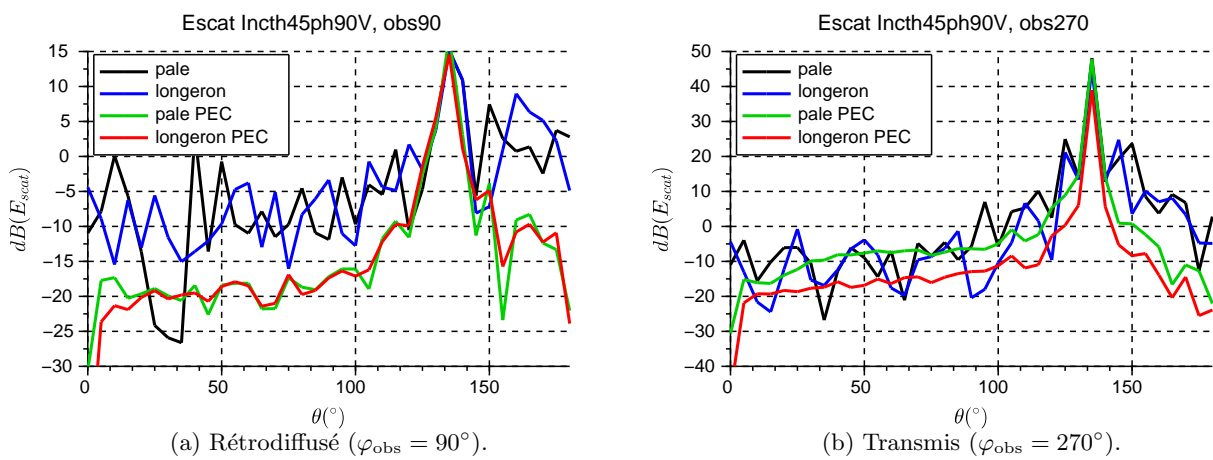 Escat Incth45ph90V, obs90
15
10
5
0
−5
−10
−15
−20
−25
−30
0
50
100
150
dB(E_scat)
θ(°)
pale
longeron
pale PEC
longeron PEC
(a) Rétrodiffusé (φ_obs = 90°).
Escat Incth45ph90V, obs270
50
40
30
20
10
0
−10
−20
−30
−40
0
50
100
150
dB(E_scat)
θ(°)
pale
longeron
pale PEC
longeron PEC
(b) Transmis (φ_obs = 270°).